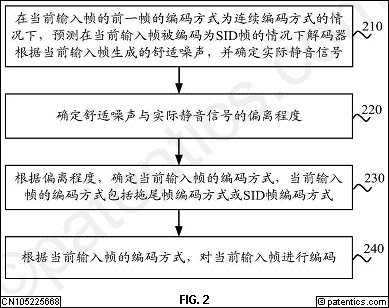 在当前输入帧的前一帧的编码方式为连续编码方式的情
况下，预测在当前输入帧被编码为SID帧的情况下解码器
根据当前输入帧生成的舒适噪声，并确定实际静音信号
210
确定舒适噪声与实际静音信号的偏离程度
220
根据偏离程度，确定当前输入帧的编码方式，当前输入
帧的编码方式包括拖尾帧编码方式或SID帧编码方式
230
根据当前输入帧的编码方式，对当前输入帧进行编码
240
©patentics.com
CN105225668
FIG. 2
PATENTICS